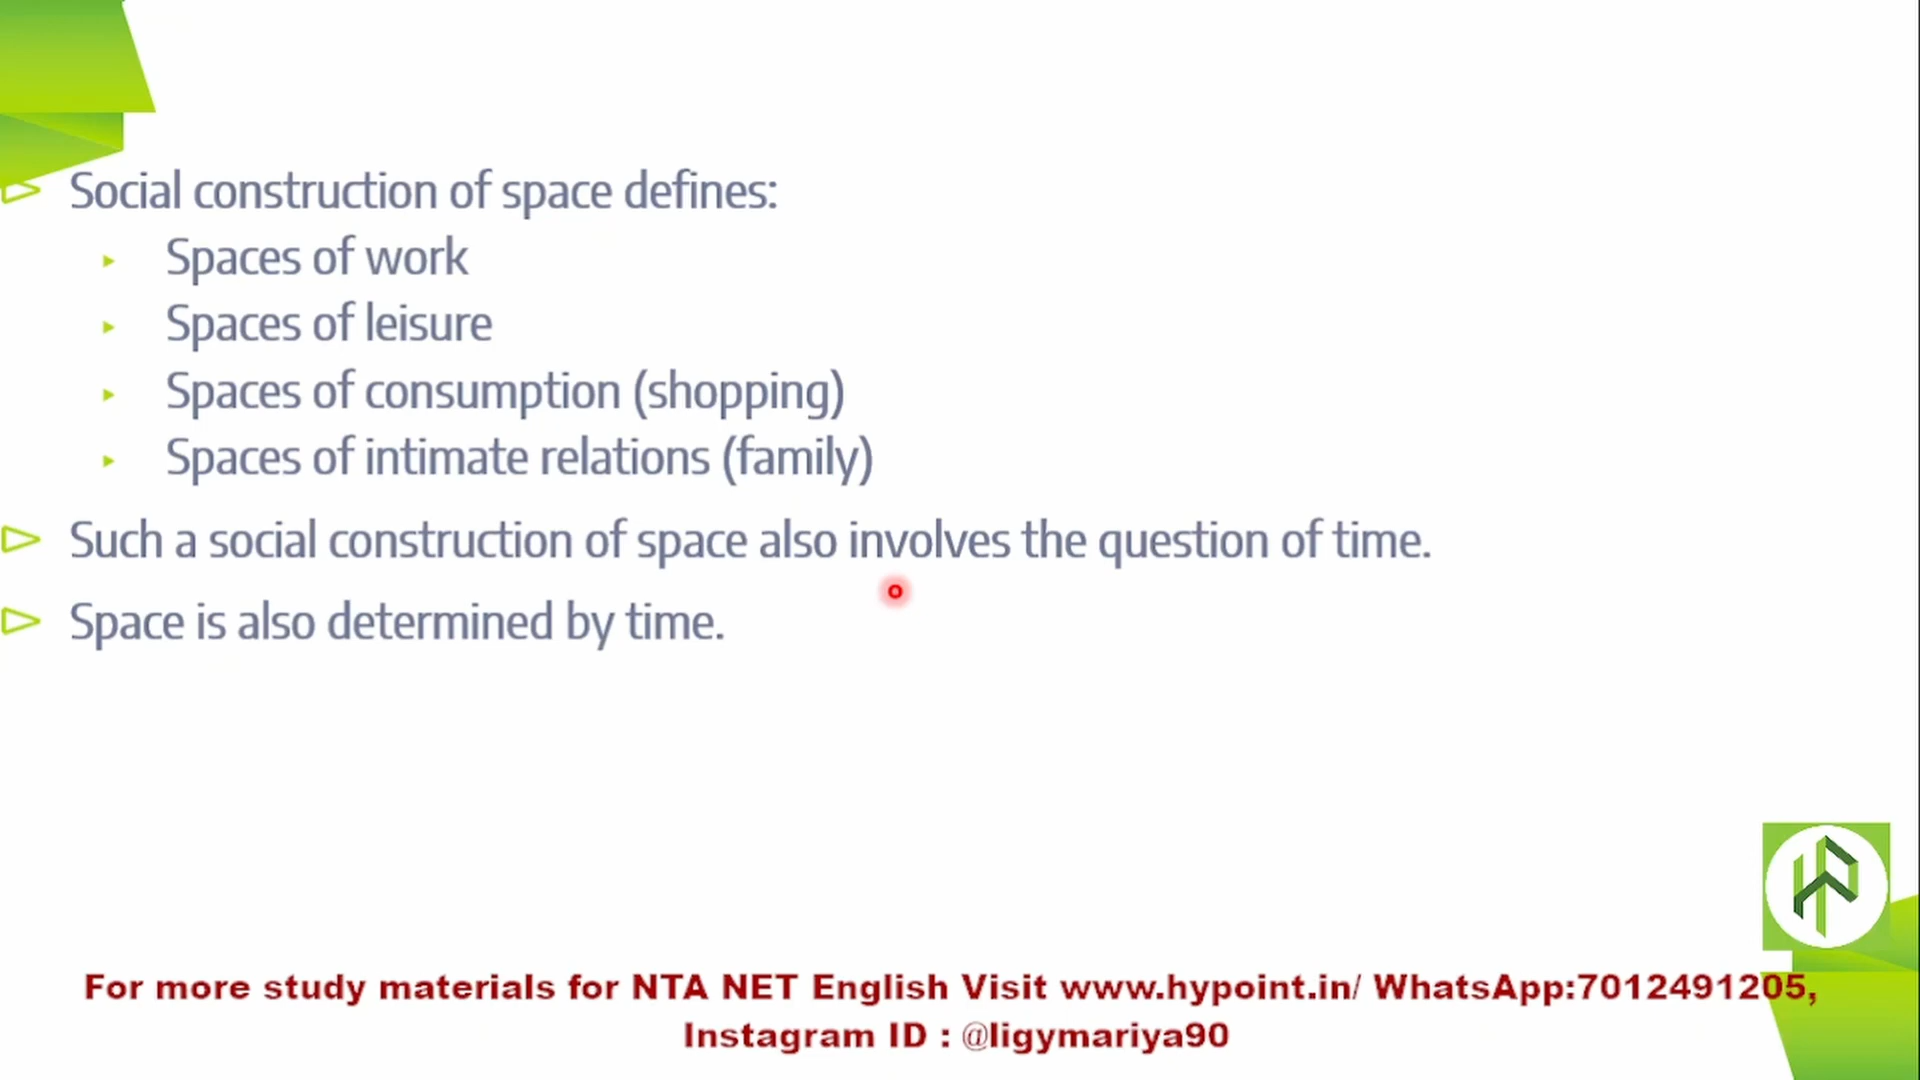 Social construction of space defines:
Spaces of work
Spaces of leisure
Spaces of consumption (shopping)
Spaces of intimate relations (family)
Such a social construction of space also involves the question of time.
Space is also determined by time.
For more study materials for NTA NET English Visit www.hypoint.in/ WhatsApp:7012491205,
Instagram ID : @ligymariya90